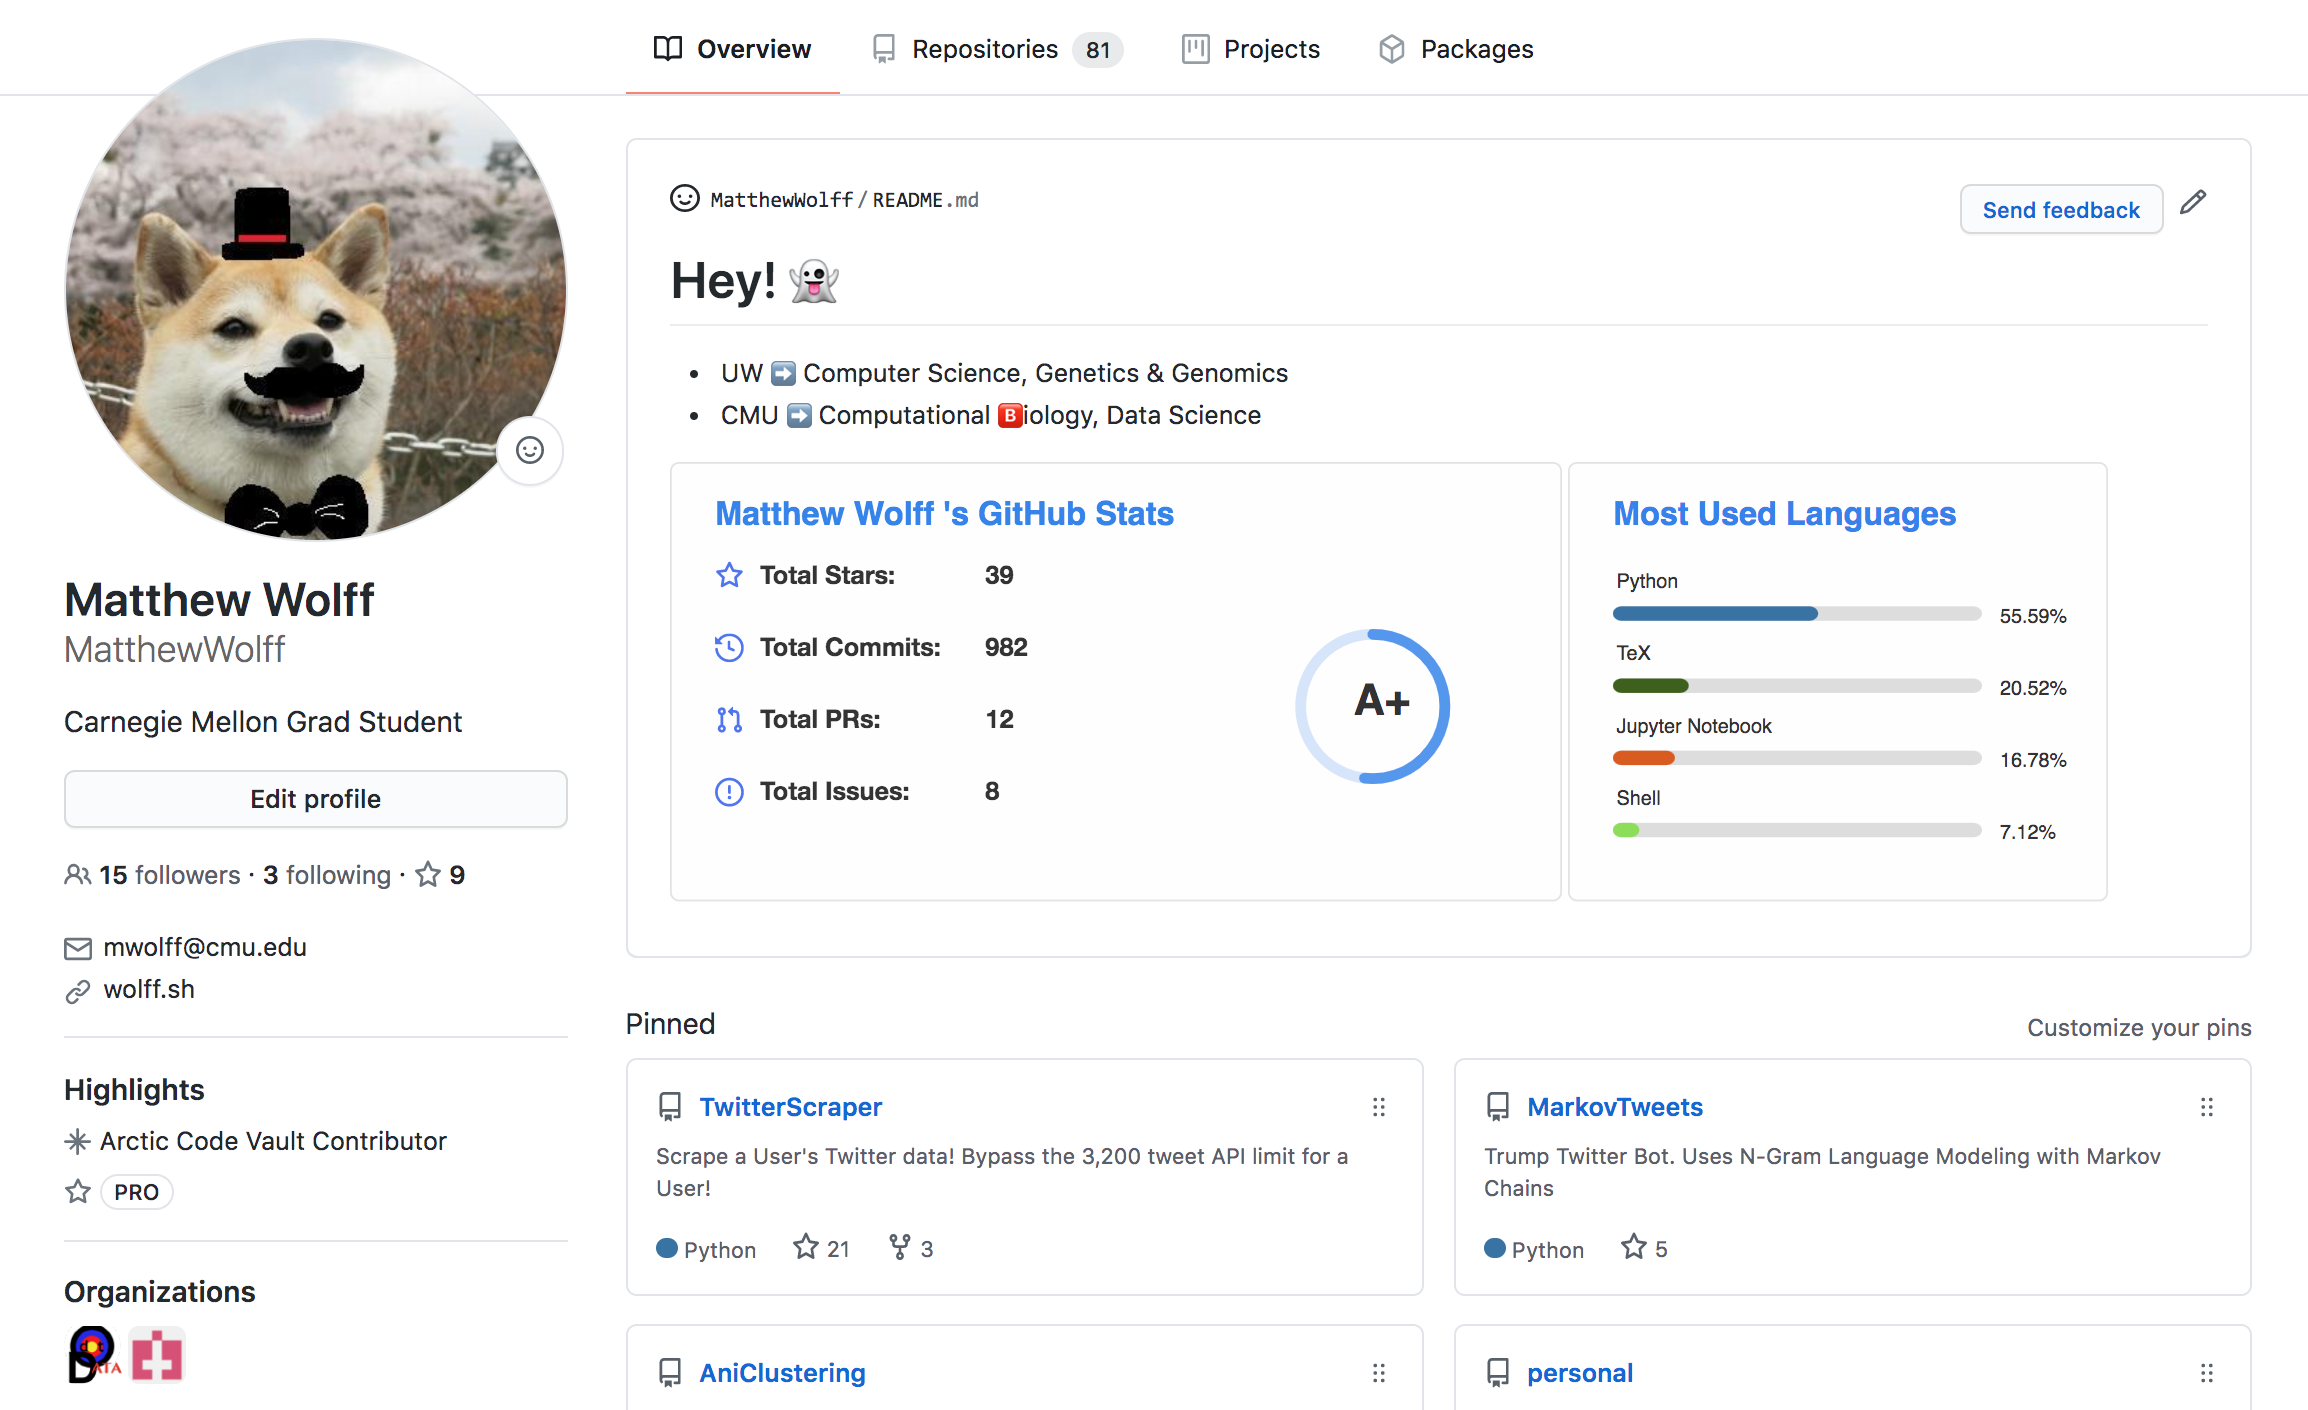 Overview
Repositories 81
Projects
Packages
MatthewWolff/README.md
Send feedback
Hey! 👻
UW ➡️ Computer Science, Genetics & Genomics
CMU ➡️ Computational 🅱️iology, Data Science
Matthew Wolff 's GitHub Stats
Total Stars: 39
Total Commits: 982
Total PRs: 12
Total Issues: 8
A+
Most Used Languages
Python
55.59%
TeX
20.52%
Jupyter Notebook
16.78%
Shell
7.12%
Matthew Wolff
MatthewWolff
Carnegie Mellon Grad Student
Edit profile
15 followers · 3 following · 9
mwolff@cmu.edu
wolff.sh
Highlights
Arctic Code Vault Contributor
PRO
Organizations
dot
DATA
Pinned
Customize your pins
TwitterScraper
Scrape a User's Twitter data! Bypass the 3,200 tweet API limit for a
User!
Python 21 3
MarkovTweets
Trump Twitter Bot. Uses N-Gram Language Modeling with Markov
Chains
Python 5
AniClustering
personal